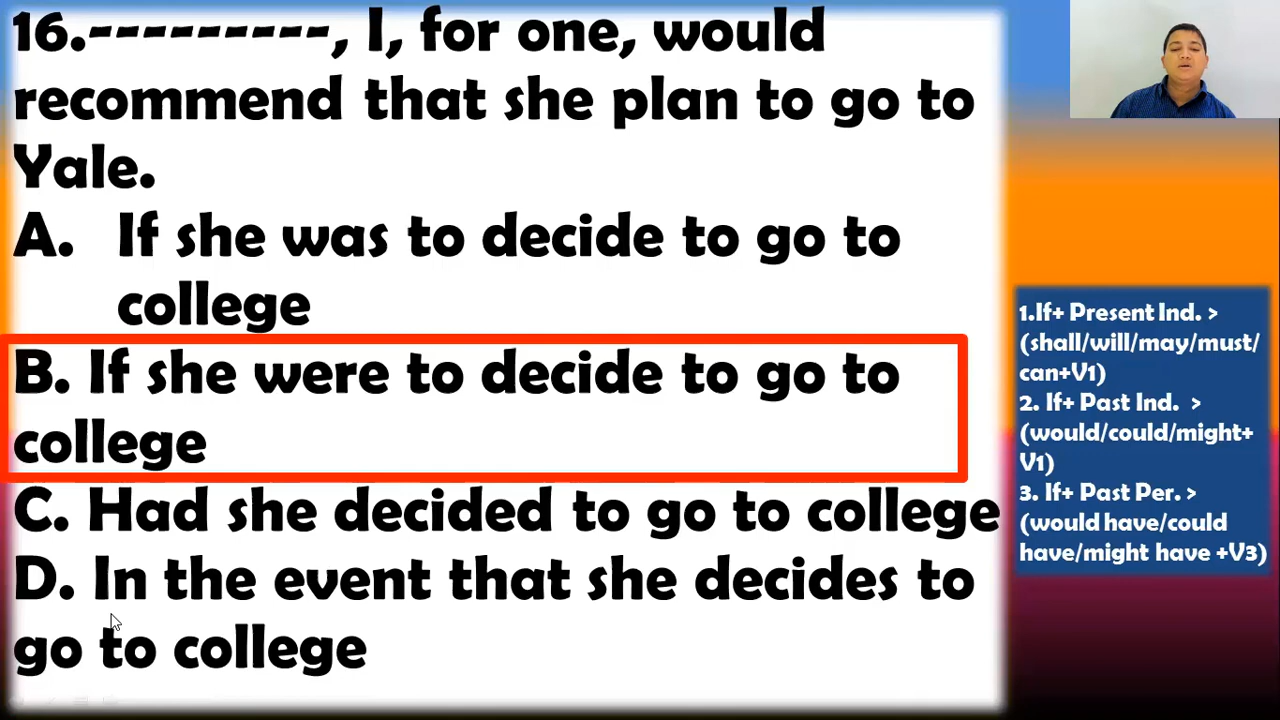 16.---------, I, for one, would
recommend that she plan to go to
Yale.
A. If she was to decide to go to
college
B. If she were to decide to go to
college
C. Had she decided to go to college
D. In the event that she decides to
go to college
1.If+ Present Ind. >
(shall/will/may/must/
can+V1)
2. If+ Past Ind. >
(would/could/might+
V1)
3. If+ Past Per. >
(would have/could
have/might have +V3)